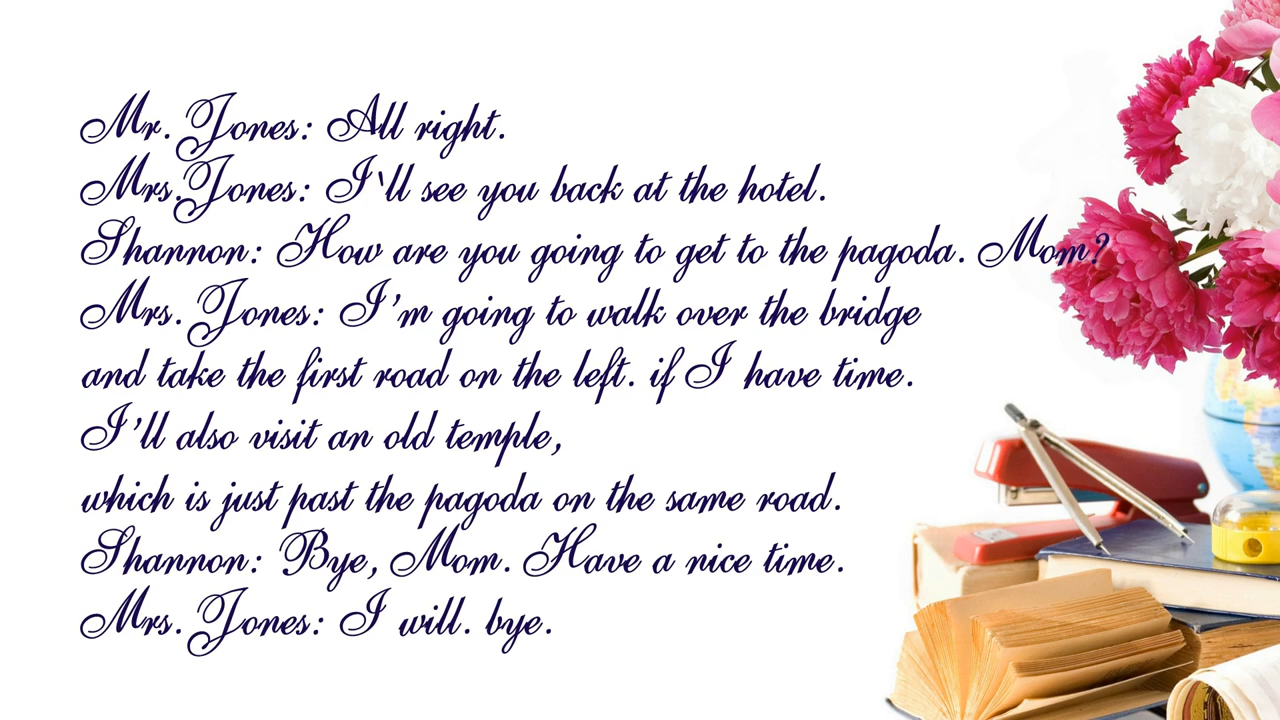 Mr. Jones: All right.
Mrs.Jones: I‵ll see you back at the hotel.
Shannon: How are you going to get to the pagoda. Mom?
Mrs. Jones: I’m going to walk over the bridge
and take the first road on the left. if I have time.
I’ll also visit an old temple,
which is just past the pagoda on the same road.
Shannon: Bye, Mom. Have a nice time.
Mrs. Jones: I will. bye.